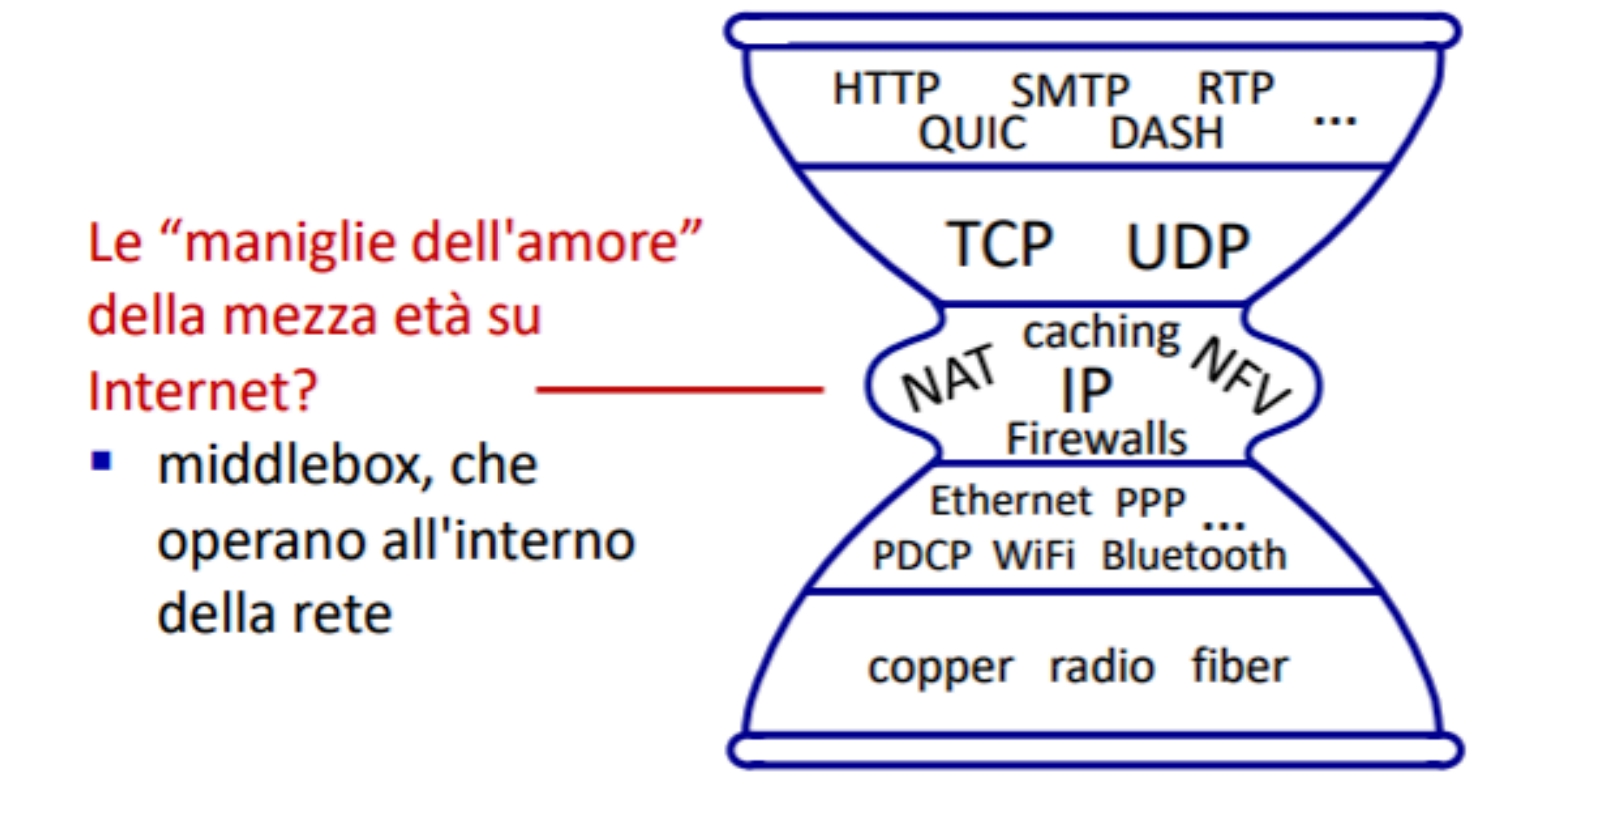 Le “maniglie dell'amore”
della mezza età su
Internet?
middlebox, che
operano all'interno
della rete
HTTP SMTP RTP
QUIC DASH ...
TCP UDP
caching
NAT IP NFV
Firewalls
Ethernet PPP ...
PDCP WiFi Bluetooth
copper radio fiber